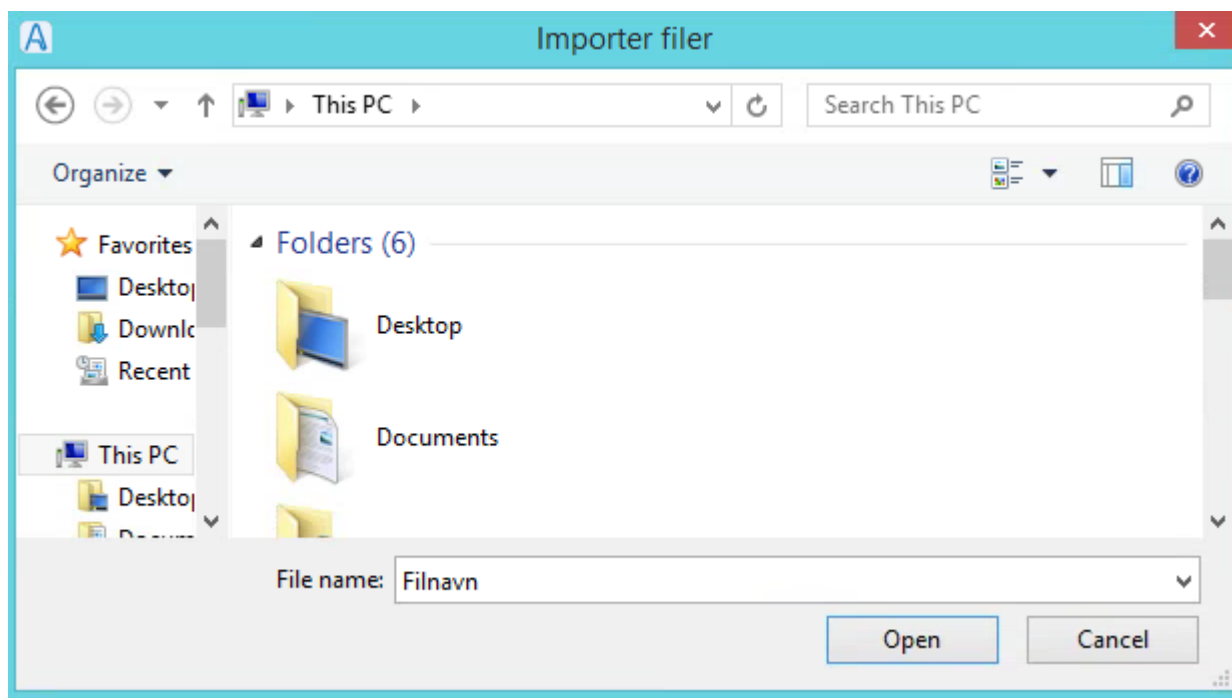 Importer filer
This PC
Search This PC
Organize
Favorites
Desktop
Downlo
Recent
This PC
Desktop
Folders (6)
Desktop
Documents
File name: Filnavn
Open Cancel